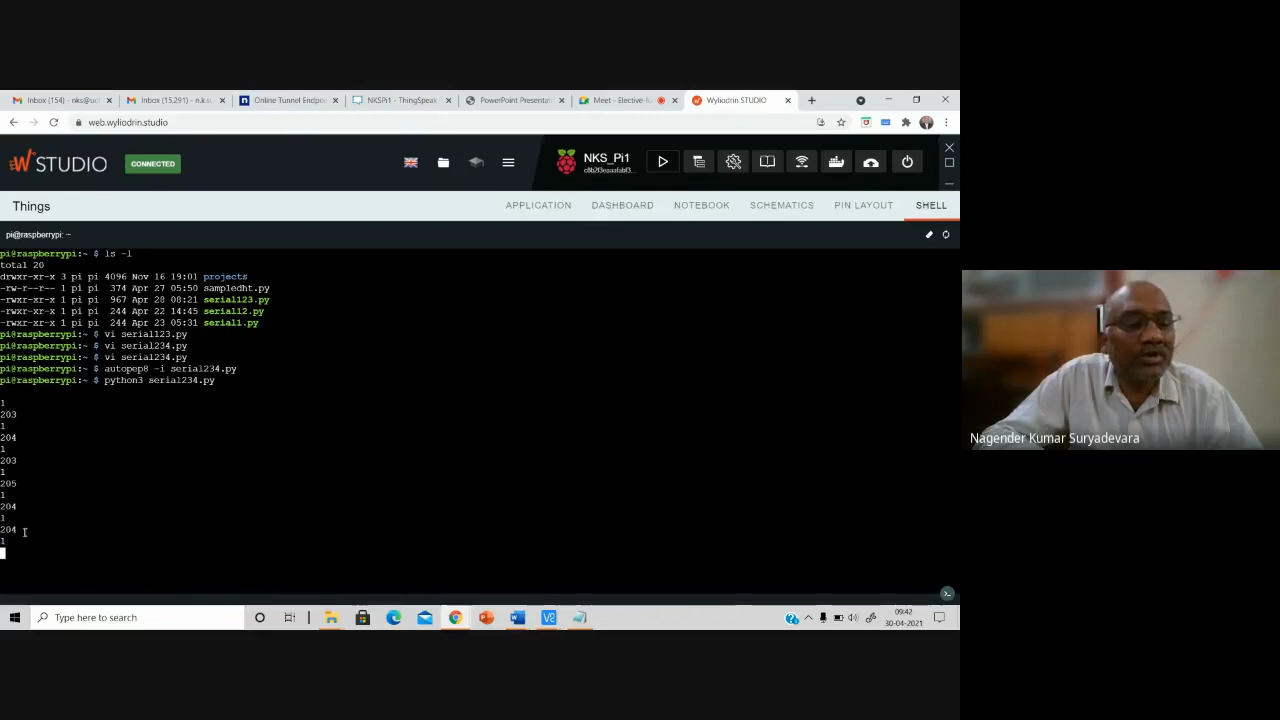 Inbox (154) - nks@uof
Inbox (15,291) - n.k.su
Online Tunnel Endpoi
NKSPi1 - ThingSpeak
PowerPoint Presentati
Meet - Elective-Iu
Wyliodrin STUDIO
web.wyliodrin.studio
W STUDIO
CONNECTED
NKS_Pi1
c8b2f3eaaafabf3...
Things
APPLICATION
DASHBOARD
NOTEBOOK
SCHEMATICS
PIN LAYOUT
SHELL
pi@raspberrypi: ~
pi@raspberrypi:~ $ ls -l
total 20
drwxr-xr-x 3 pi pi 4096 Nov 16 19:01 projects
-rw-r--r-- 1 pi pi 374 Apr 27 05:50 sampledht.py
-rwxr-xr-x 1 pi pi 967 Apr 28 08:21 serial123.py
-rwxr-xr-x 1 pi pi 244 Apr 22 14:45 serial12.py
-rwxr-xr-x 1 pi pi 244 Apr 23 05:31 serial1.py
pi@raspberrypi:~ $ vi serial123.py
pi@raspberrypi:~ $ vi serial234.py
pi@raspberrypi:~ $ vi serial234.py
pi@raspberrypi:~ $ autopep8 -i serial234.py
pi@raspberrypi:~ $ python3 serial234.py
1
203
1
204
1
203
1
205
1
204
1
204
1
Nagender Kumar Suryadevara
Type here to search
09:42
30-04-2021